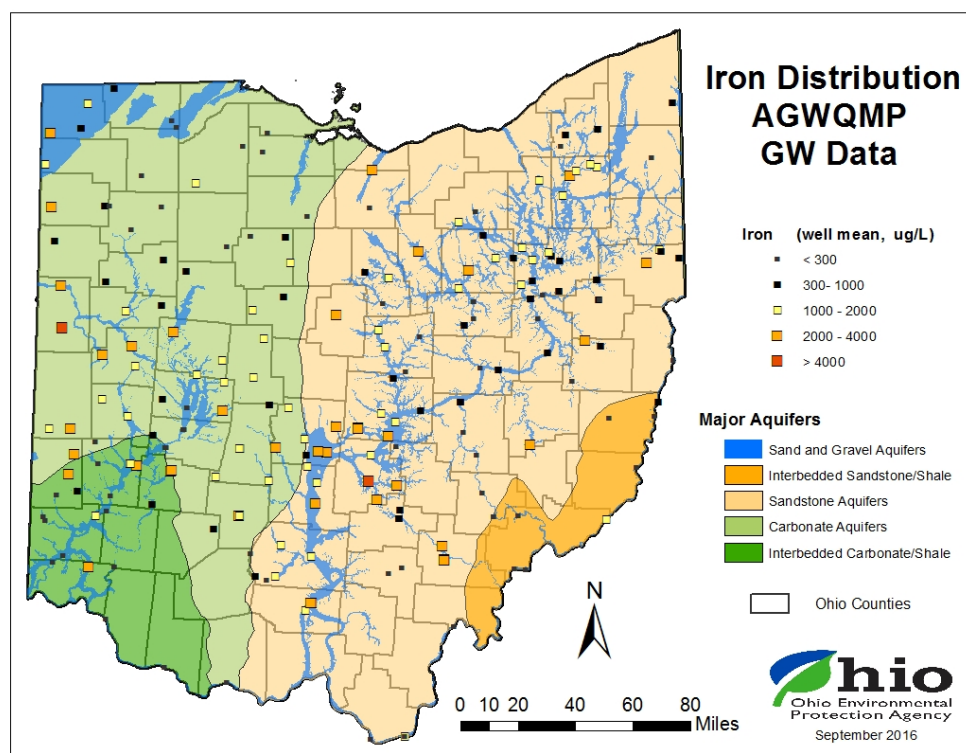 Iron Distribution
AGWQMP
GW Data
Iron (well mean, ug/L)
< 300
300- 1000
1000 - 2000
2000 - 4000
> 4000
Major Aquifers
Sand and Gravel Aquifers
Interbedded Sandstone/Shale
Sandstone Aquifers
Carbonate Aquifers
Interbedded Carbonate/Shale
Ohio Counties
N
0 20 40 60 80
Miles
Ohio
Ohio Environmental
Protection Agency
September 2016